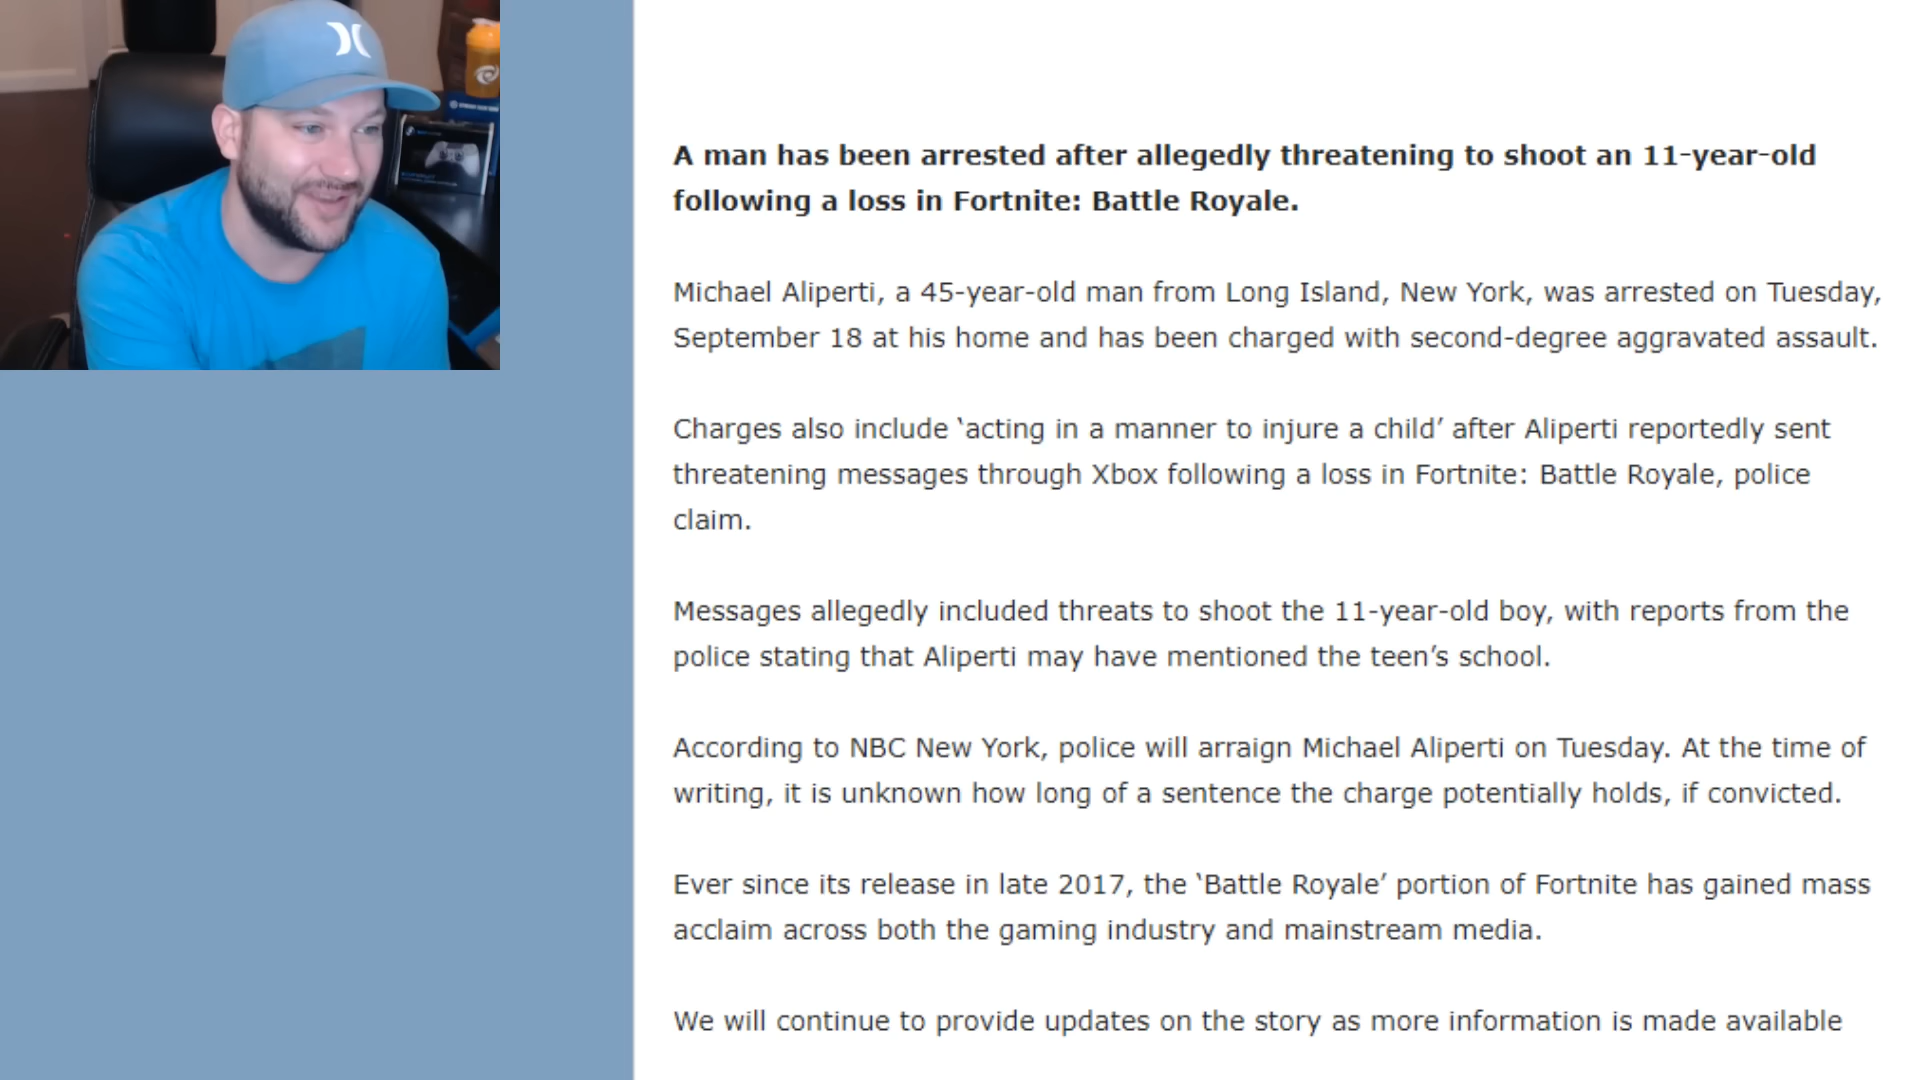 A man has been arrested after allegedly threatening to shoot an 11-year-old
following a loss in Fortnite: Battle Royale.
Michael Aliperti, a 45-year-old man from Long Island, New York, was arrested on Tuesday,
September 18 at his home and has been charged with second-degree aggravated assault.
Charges also include ‘acting in a manner to injure a child’ after Aliperti reportedly sent
threatening messages through Xbox following a loss in Fortnite: Battle Royale, police
claim.
Messages allegedly included threats to shoot the 11-year-old boy, with reports from the
police stating that Aliperti may have mentioned the teen’s school.
According to NBC New York, police will arraign Michael Aliperti on Tuesday. At the time of
writing, it is unknown how long of a sentence the charge potentially holds, if convicted.
Ever since its release in late 2017, the ‘Battle Royale’ portion of Fortnite has gained mass
acclaim across both the gaming industry and mainstream media.
We will continue to provide updates on the story as more information is made available